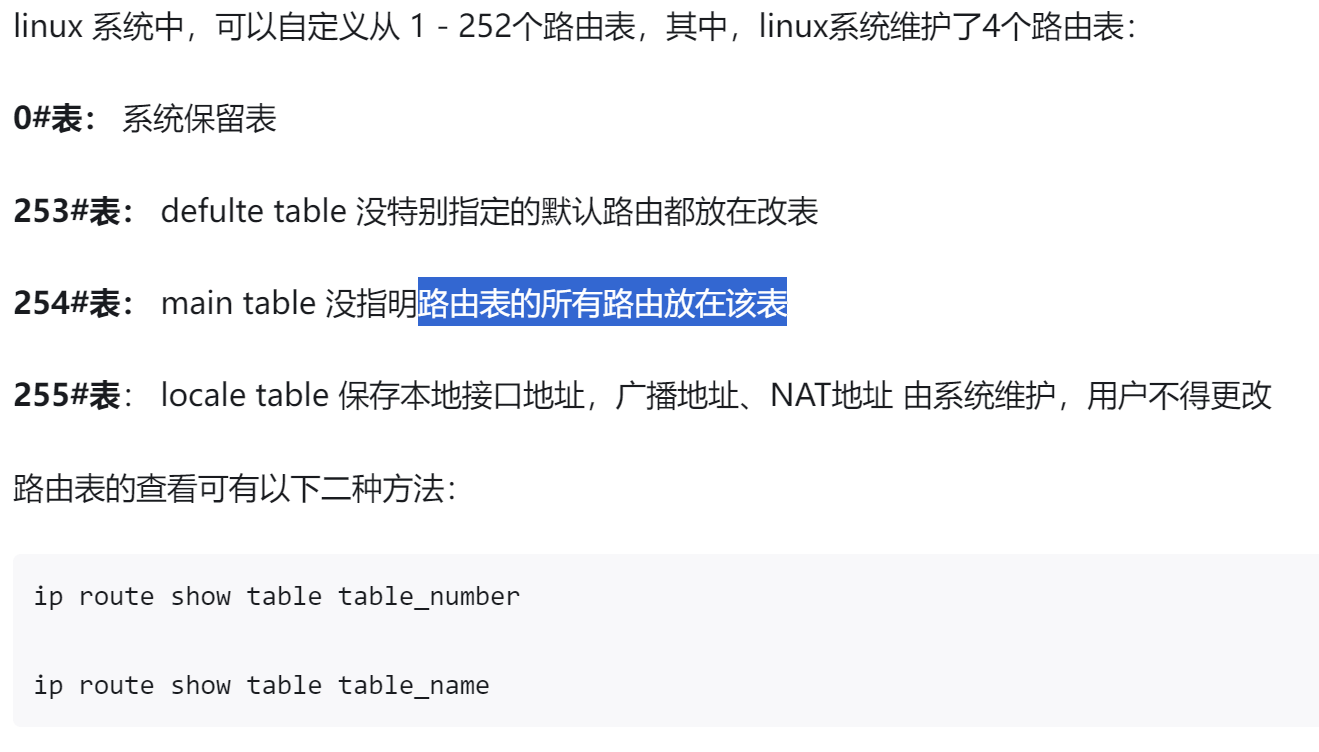 linux 系统中，可以自定义从 1 - 252个路由表，其中，linux系统维护了4个路由表：
0#表： 系统保留表
253#表： defulte table 没特别指定的默认路由都放在改表
254#表： main table 没指明路由表的所有路由放在该表
255#表： locale table 保存本地接口地址，广播地址、NAT地址 由系统维护，用户不得更改
路由表的查看可有以下二种方法：
ip route show table table_number
ip route show table table_name